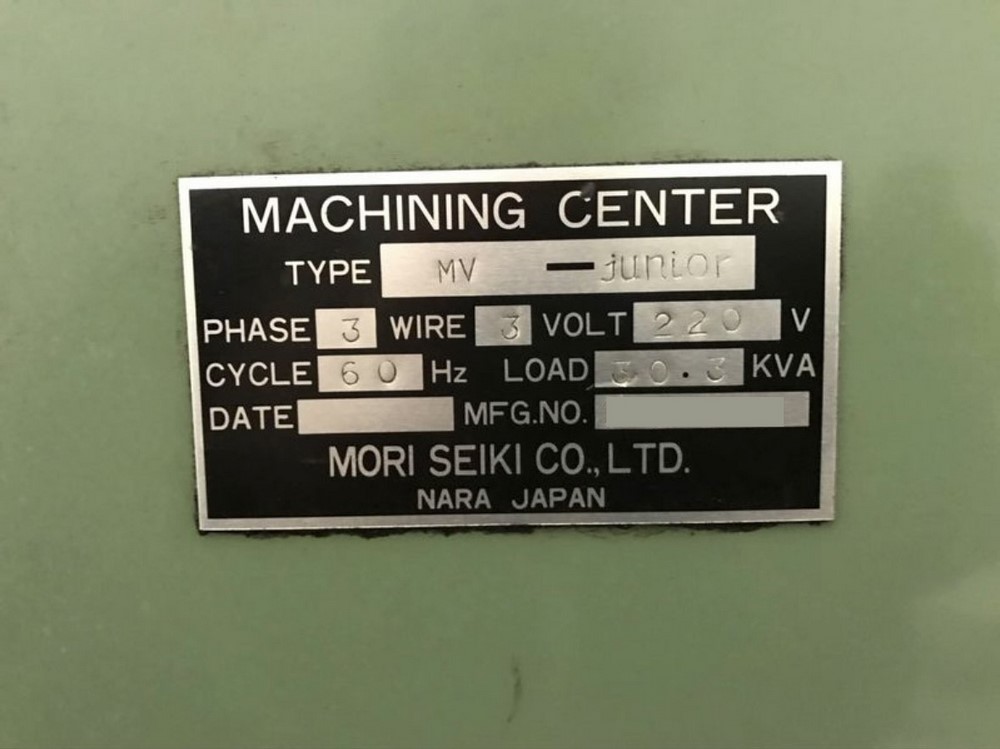 MACHINING CENTER
TYPE MV —junior
PHASE 3 WIRE 3 VOLT 220 V
CYCLE 60 Hz LOAD 30.3 KVA
DATE MFG.NO.
MORI SEIKI CO., LTD.
NARA JAPAN